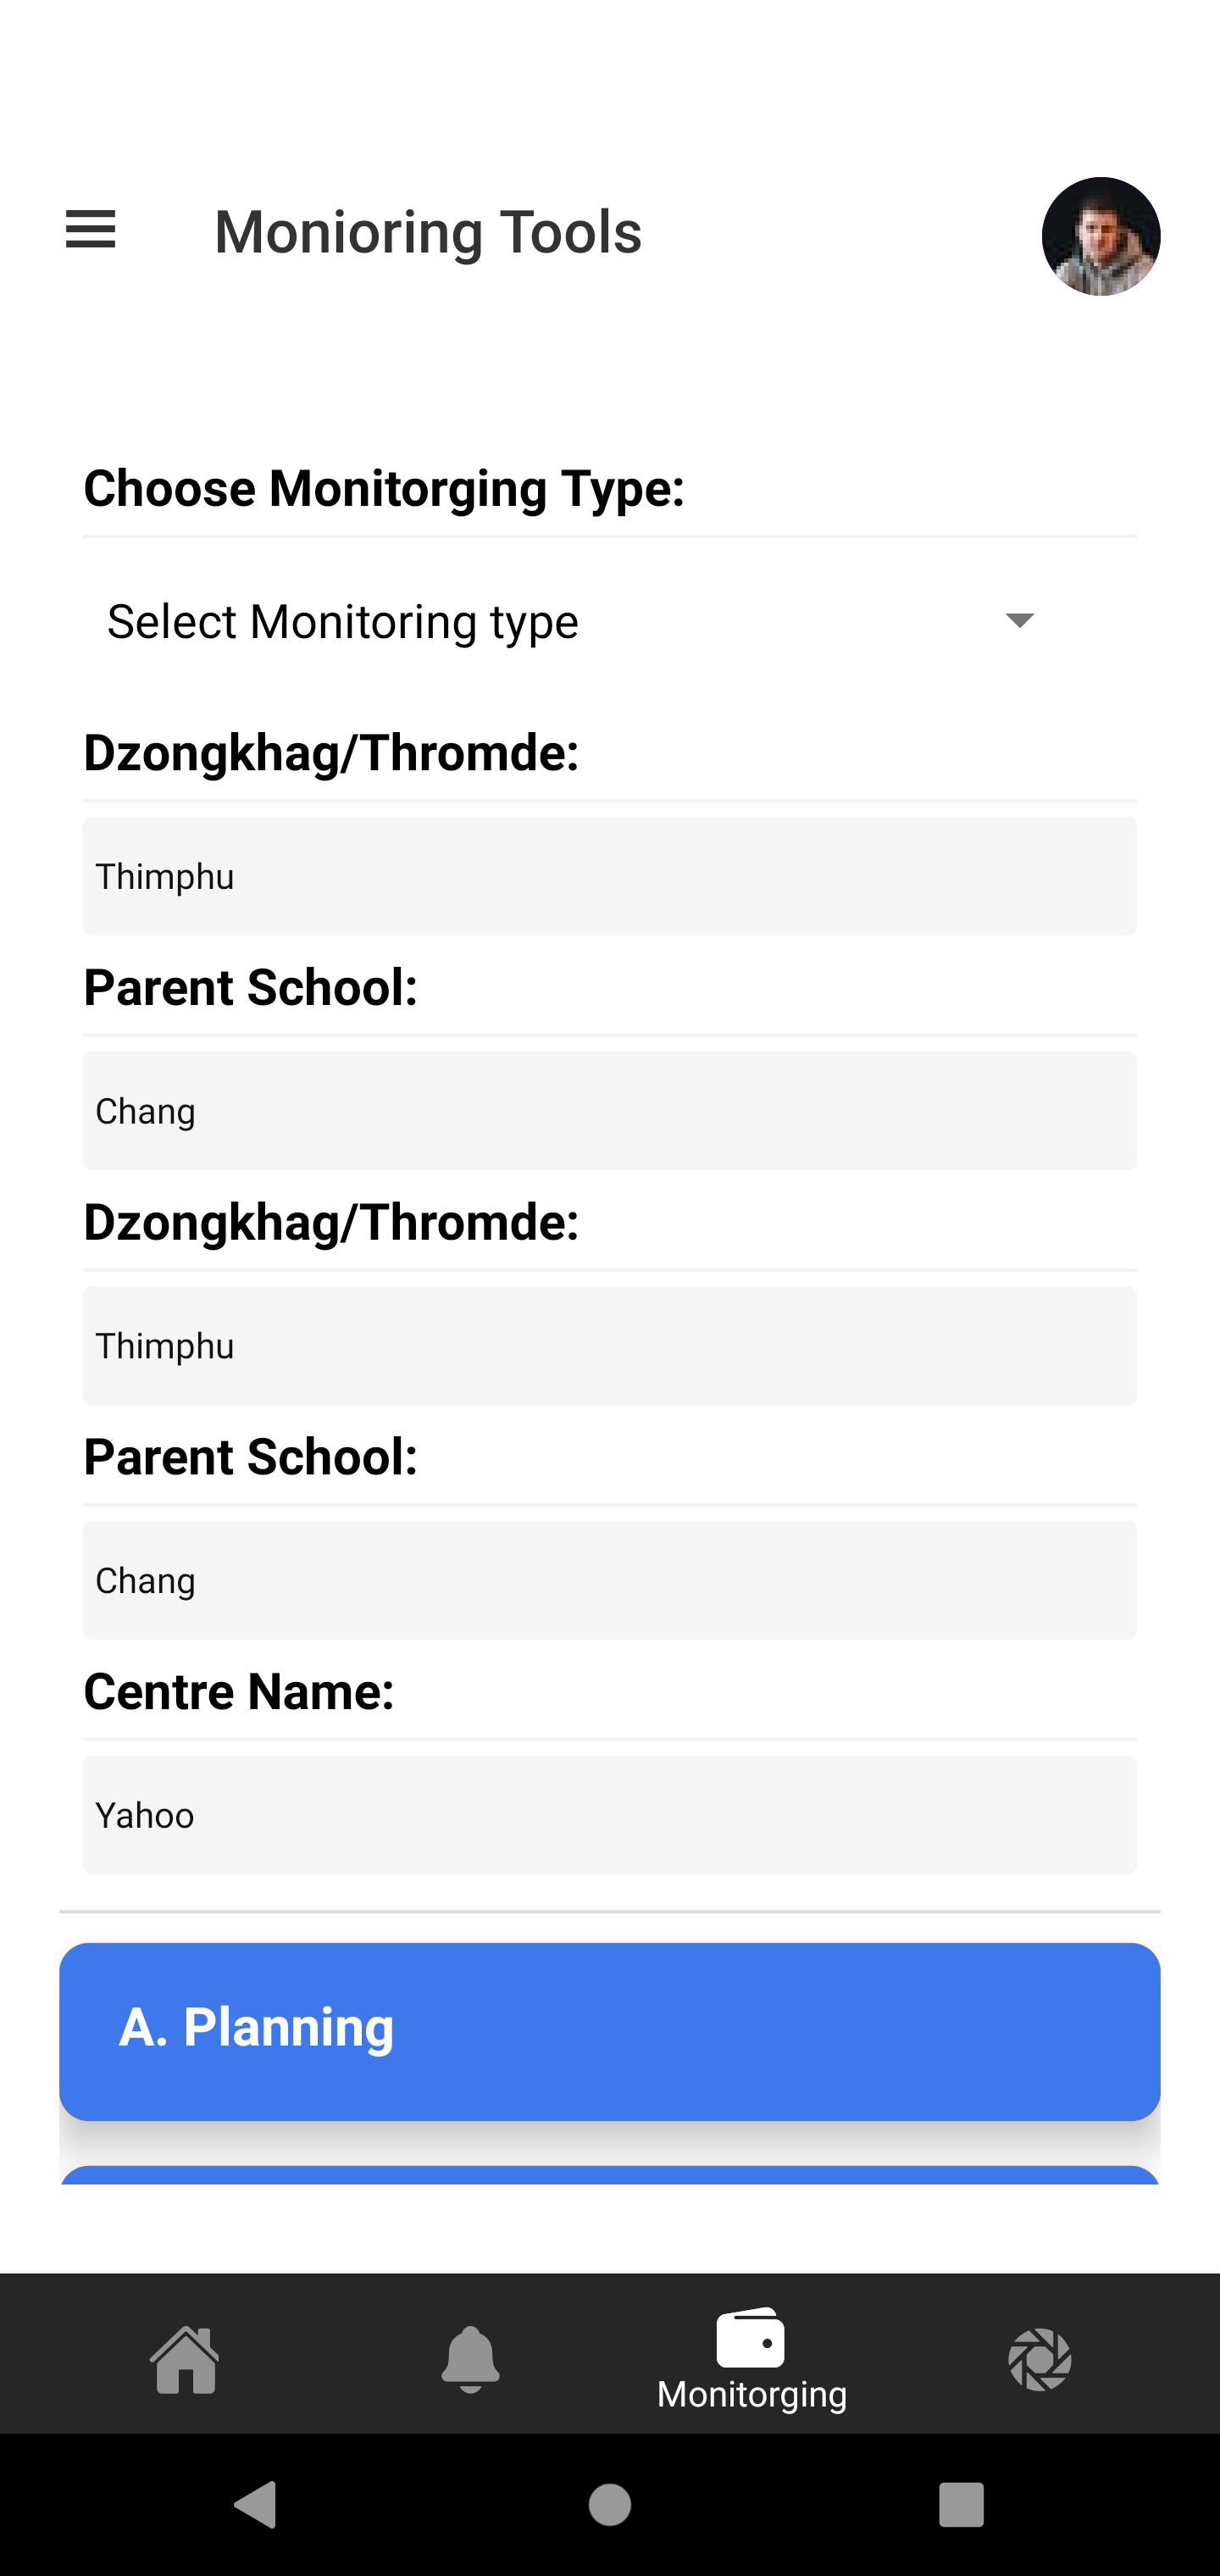 Monioring Tools
Choose Monitorging Type:
Select Monitoring type
Dzongkhag/Thromde:
Thimphu
Parent School:
Chang
Dzongkhag/Thromde:
Thimphu
Parent School:
Chang
Centre Name:
Yahoo
A. Planning
Monitorging